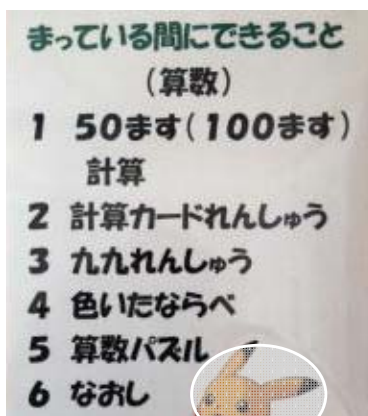 まっている間にできること
(算数)
1 50ます(100ます)
計算
2 計算カードれんしゅう
3 九九れんしゅう
4 色いたならべ
5 算数パズル
6 なおし